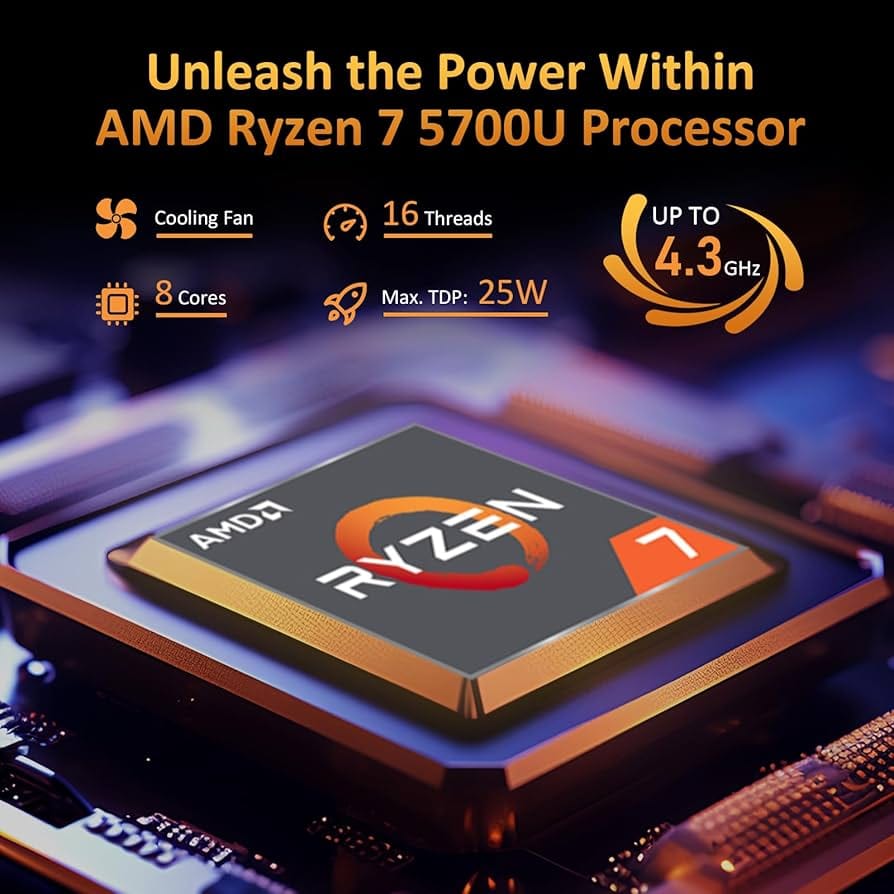 Unleash the Power Within
AMD Ryzen 7 5700U Processor
Cooling Fan
16 Threads
UP TO
4.3GHz
8 Cores
Max. TDP: 25W
AMD
RYZEN
7